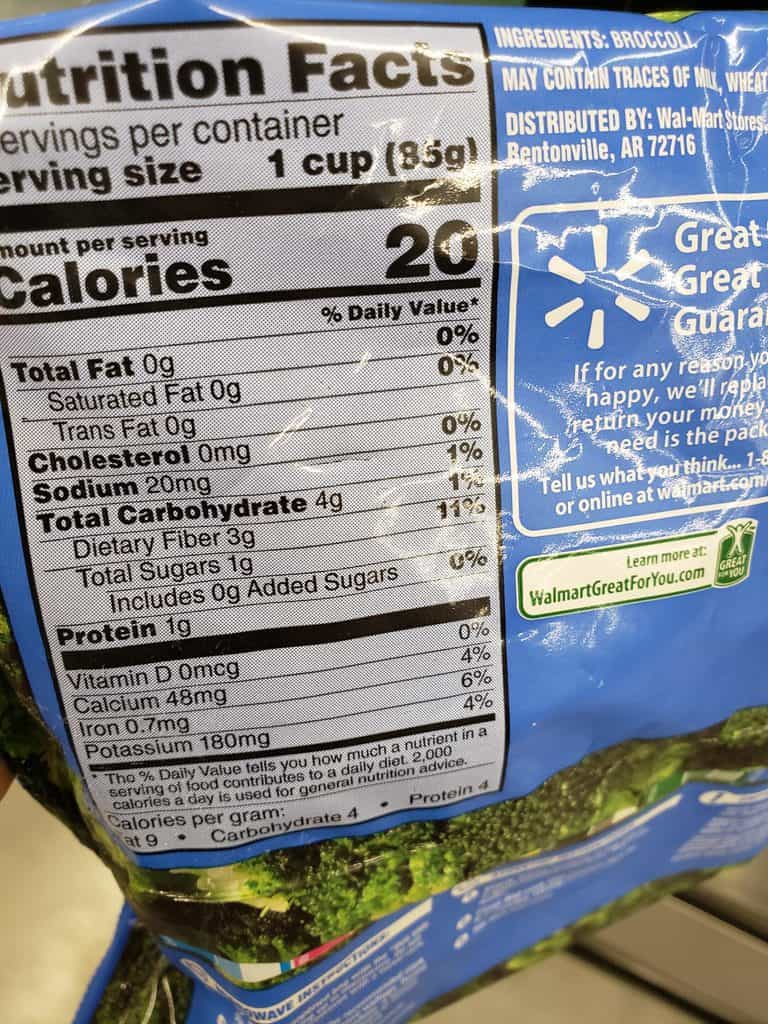 utrition Facts
ervings per container
erving size 1 cup (85g)
mount per serving
Calories 20
% Daily Value*
Total Fat 0g 0%
Saturated Fat 0g 0%
Trans Fat 0g
Cholesterol 0mg 0%
Sodium 20mg 1%
Total Carbohydrate 4g 1%
Dietary Fiber 3g 11%
Total Sugars 1g
Includes 0g Added Sugars 0%
Protein 1g
Vitamin D 0mcg 0%
Calcium 48mg 4%
Iron 0.7mg 6%
Potassium 180mg 4%
* The % Daily Value tells you how much a nutrient in a
serving of food contributes to a daily diet. 2,000
calories a day is used for general nutrition advice.
Calories per gram:
at 9 • Carbohydrate 4 • Protein 4
INGREDIENTS: BROCCOLI.
MAY CONTAIN TRACES OF MILK, WHEAT
DISTRIBUTED BY: Wal-Mart Stores,
Bentonville, AR 72716
Great
Great
Guara
If for any reason yo
happy, we'll repla
return your money.
need is the pack
Tell us what you think... 1-8
or online at walmart.com/
Learn more at:
WalmartGreatForYou.com
GREAT
FOR YOU
OWAVE INSTRUCTIONS: